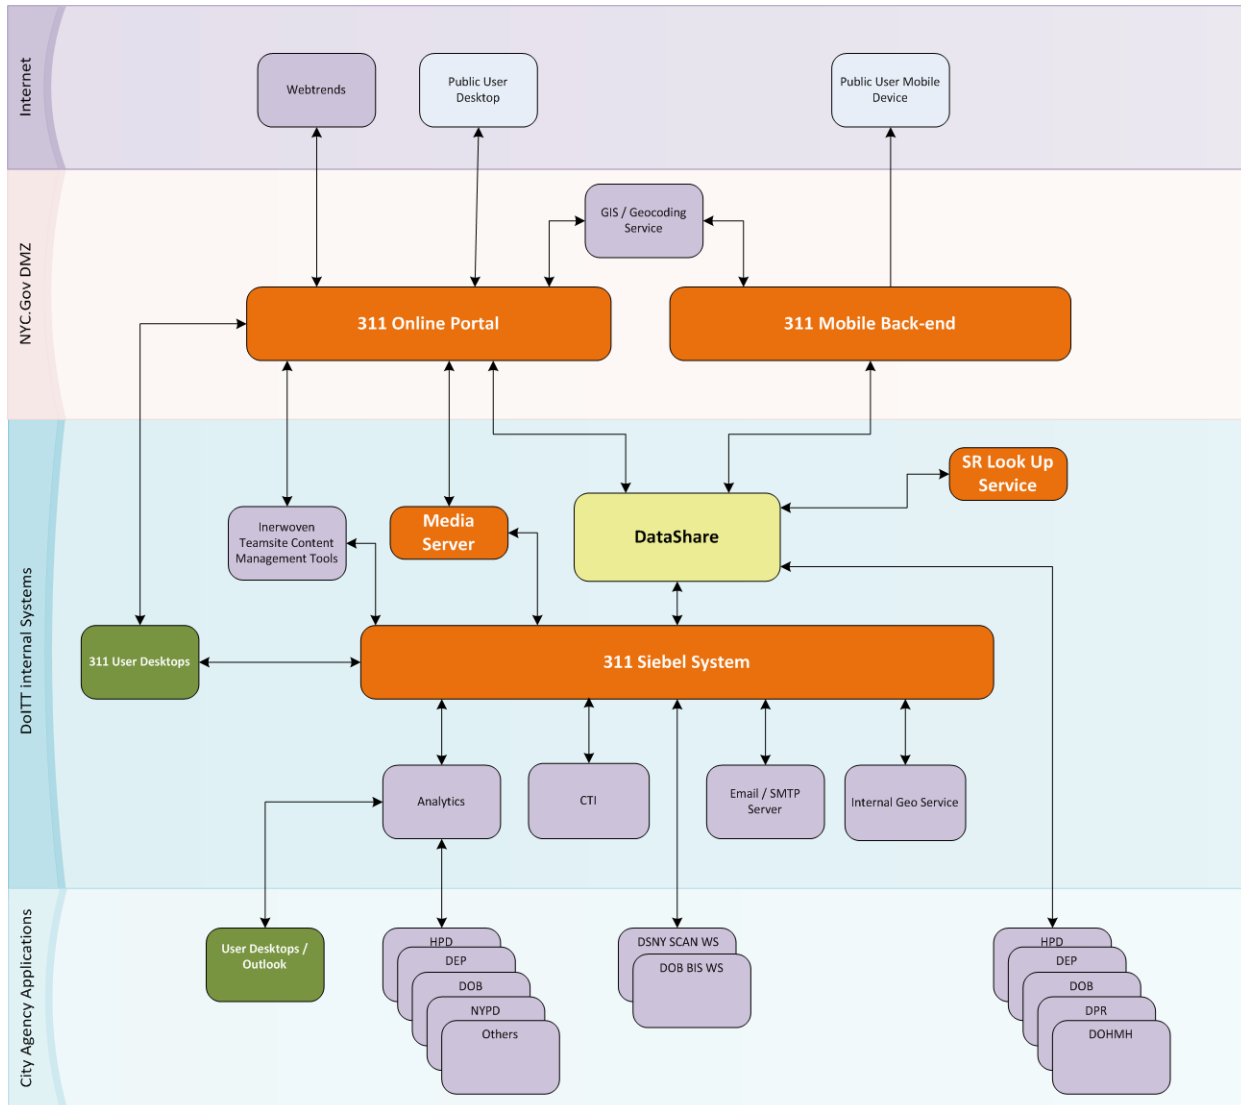 Internet
Webtrends
Public User
Desktop
Public User Mobile
Device
NYC.Gov DMZ
GIS / Geocoding
Service
311 Online Portal
311 Mobile Back-end
DoITT internal Systems
SR Look Up
Service
Inerwoven
Teamsite Content
Management Tools
Media
Server
DataShare
311 User Desktops
311 Siebel System
Analytics
CTI
Email / SMTP
Server
Internal Geo Service
City Agency Applications
User Desktops /
Outlook
HPD
DEP
DOB
NYPD
Others
DSNY SCAN WS
DOB BIS WS
HPD
DEP
DOB
DPR
DOHMH